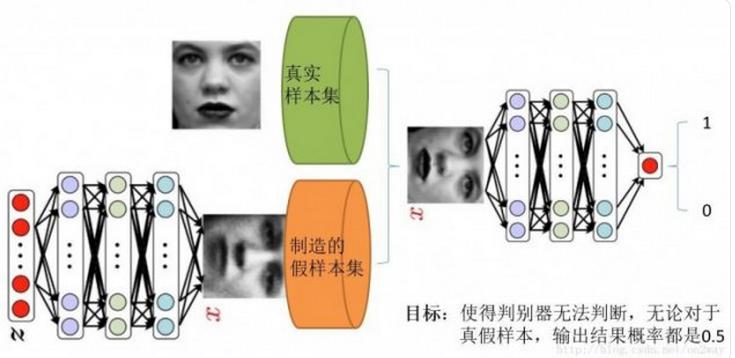 真实
样本集
1
x
0
制造的
假样本集
z
x
目标：使得判别器无法判断，无论对于
真假样本，输出结果概率都是0.5
http://blog.csdn.net/on2way